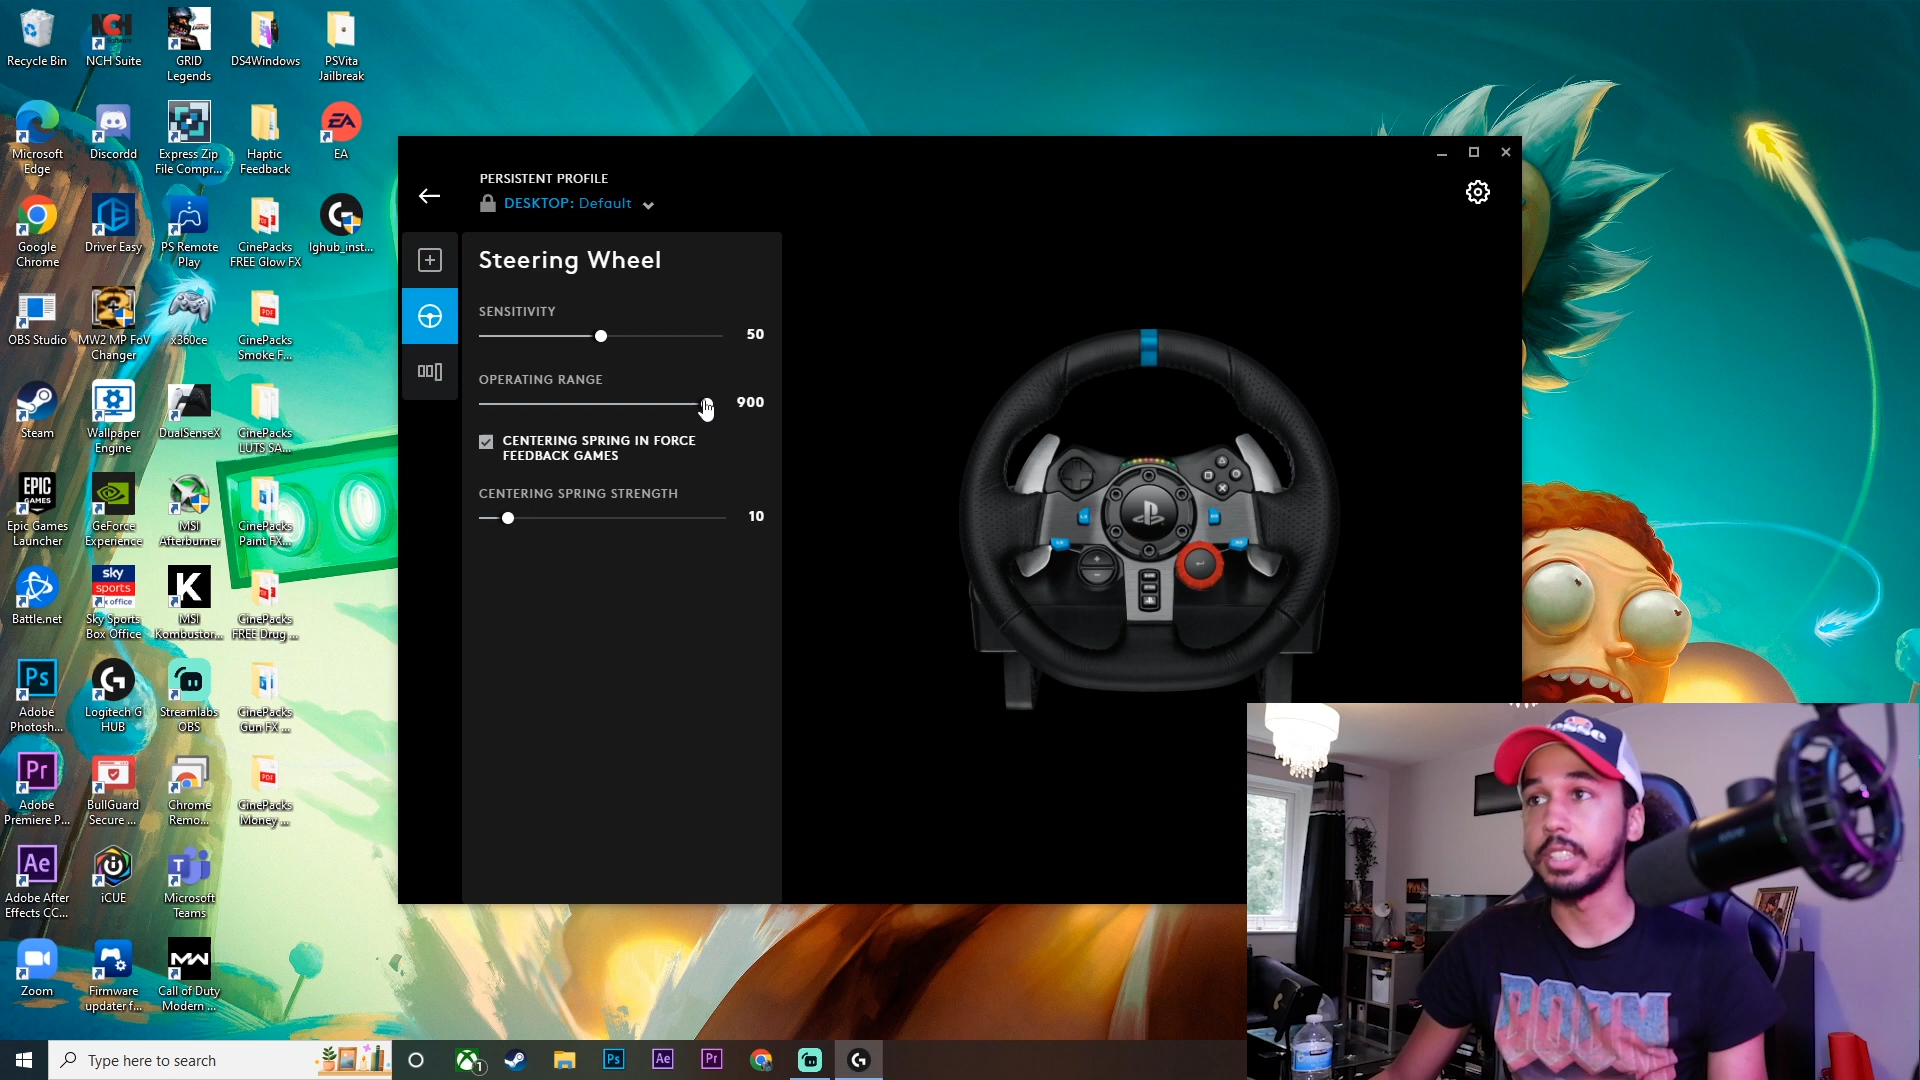 Recycle Bin
NCH Suite
GRID
Legends
DS4Windows
PSVita
Jailbreak
Microsoft
Edge
Discordd
Express Zip
File Compr...
Haptic
Feedback
EA
Google
Chrome
Driver Easy
PS Remote
Play
CinePacks
FREE Glow FX
lghub_inst...
OBS Studio
MW2 MP FoV
Changer
x360ce
CinePacks
Smoke F...
Steam
Wallpaper
Engine
DualSenseX
CinePacks
LUTS SA...
Epic Games
Launcher
GeForce
Experience
MSI
Afterburner
CinePacks
Paint FX...
Battle.net
Sky Sports
Box Office
MSI
Kombustor...
CinePacks
FREE Drug ...
Adobe
Photosh...
Logitech G
HUB
Streamlabs
OBS
CinePacks
Gun FX ...
Adobe
Premiere P...
BullGuard
Secure ...
Chrome
Remo...
CinePacks
Money ...
Adobe After
Effects CC...
iCUE
Microsoft
Teams
Zoom
Firmware
updater f...
Call of Duty
Modern ...
PERSISTENT PROFILE
DESKTOP: Default
Steering Wheel
SENSITIVITY
50
OPERATING RANGE
900
CENTERING SPRING IN FORCE
FEEDBACK GAMES
CENTERING SPRING STRENGTH
10
DOOM
Type here to search